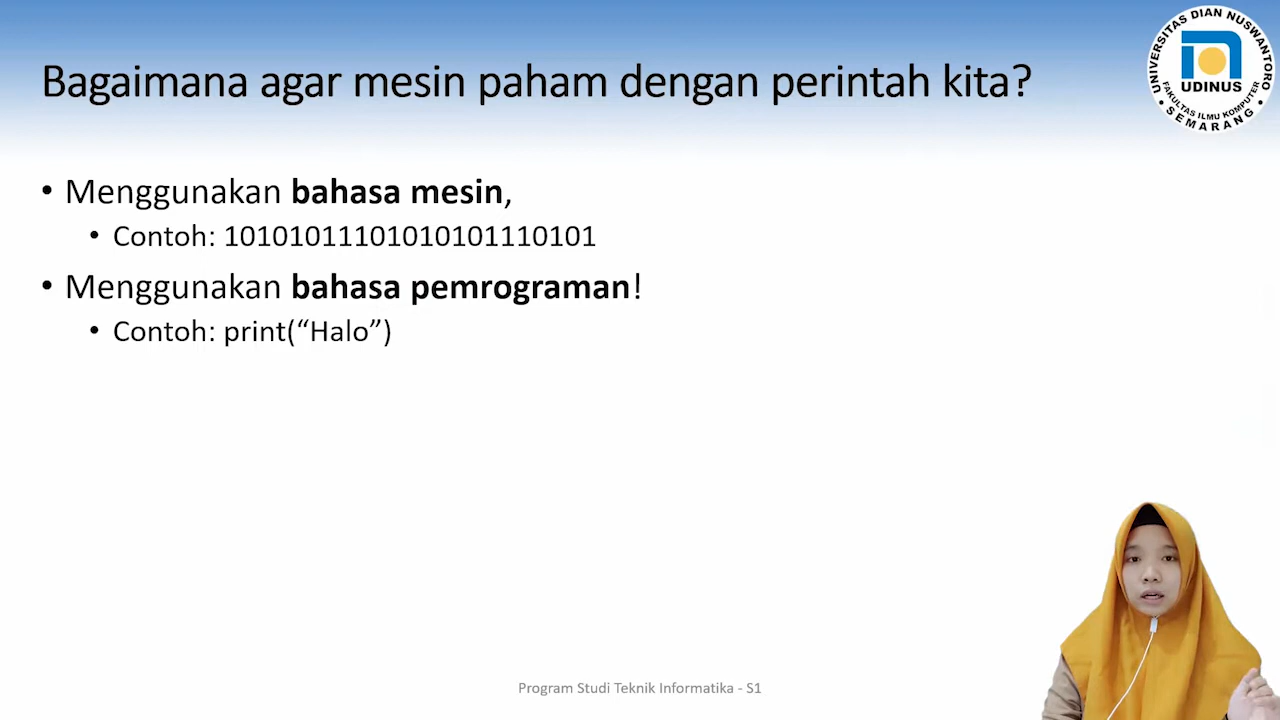 Bagaimana agar mesin paham dengan perintah kita?
UNIVERSITAS DIAN NUSWANTORO
UDINUS
FAKULTAS ILMU KOMPUTER
• SEMARANG •
• Menggunakan bahasa mesin,
• Contoh: 10101011101010101110101
• Menggunakan bahasa pemrograman!
• Contoh: print(“Halo”)
Program Studi Teknik Informatika - S1